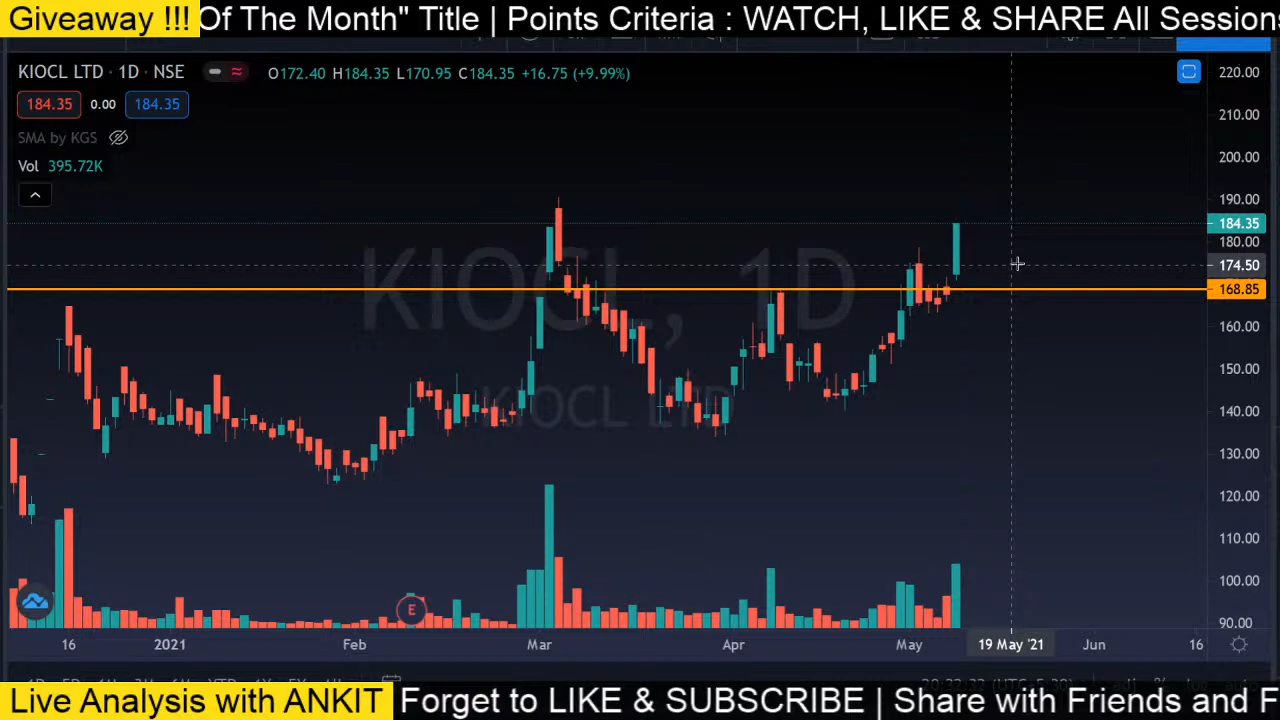 Giveaway !!! Of The Month" Title | Points Criteria : WATCH, LIKE & SHARE All Sessions
KIOCL LTD · 1D · NSE O172.40 H184.35 L170.95 C184.35 +16.75 (+9.99%)
184.35 0.00 184.35
SMA by KGS
Vol 395.72K
220.00
210.00
200.00
190.00
184.35
180.00
174.50
168.85
160.00
150.00
140.00
130.00
120.00
110.00
100.00
90.00
KIOCL, 1D
KIOCL LTD
E
16 2021 Feb Mar Apr May 19 May '21 Jun 16
Live Analysis with ANKIT Forget to LIKE & SUBSCRIBE | Share with Friends and F